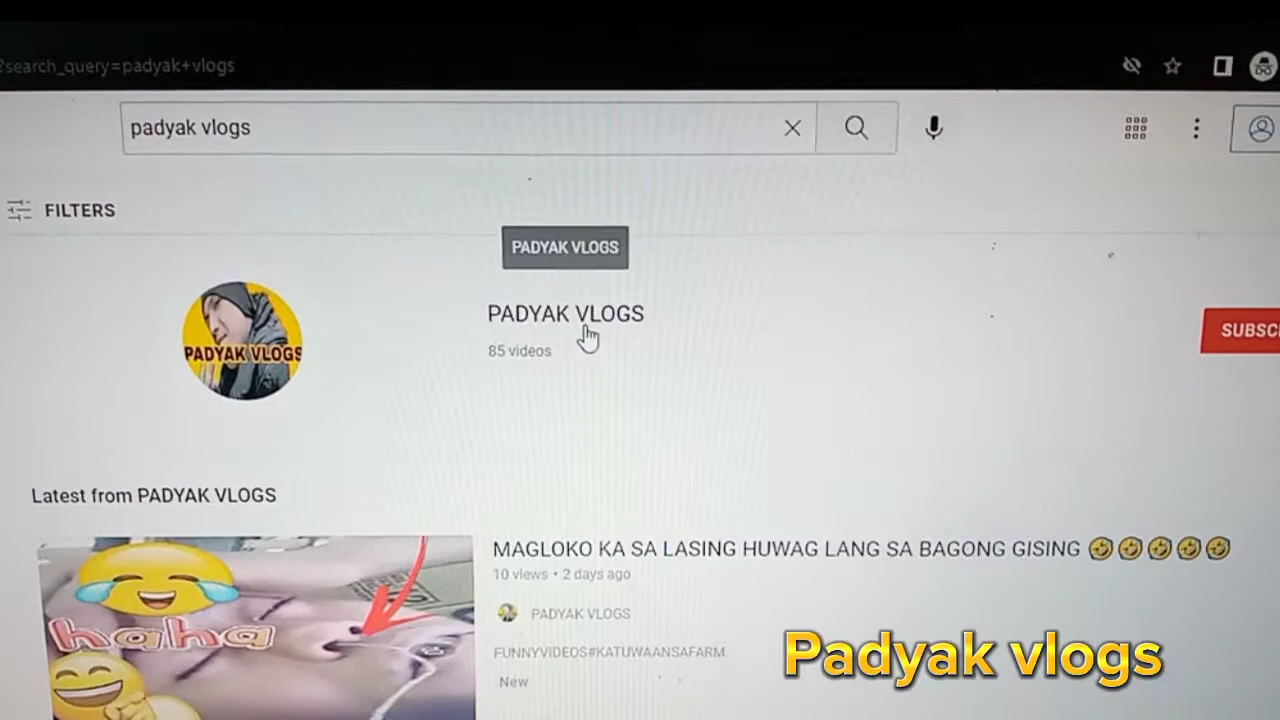 ?search_query=padyak+vlogs
padyak vlogs
FILTERS
PADYAK VLOGS
PADYAK VLOGS
85 videos
PADYAK VLOGS
SUBSC
Latest from PADYAK VLOGS
MAGLOKO KA SA LASING HUWAG LANG SA BAGONG GISING 🤣🤣🤣🤣🤣
10 views • 2 days ago
PADYAK VLOGS
FUNNYVIDEOS#KATUWAANSAFARM
New
haha
Padyak vlogs